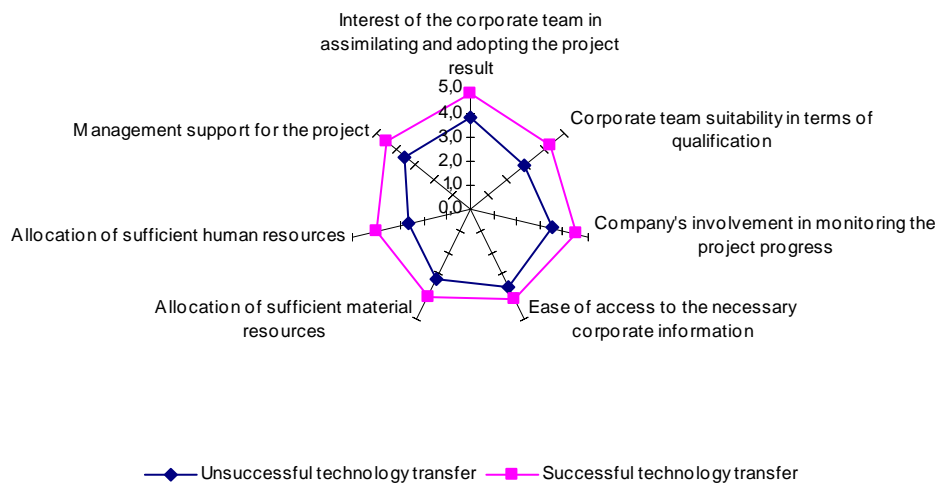 Interest of the corporate team in
assimilating and adopting the project
result
5,0
4,0
3,0
2,0
1,0
0,0
Corporate team suitability in terms of
qualification
Company's involvement in monitoring the
project progress
Ease of access to the necessary
corporate information
Allocation of sufficient material
resources
Allocation of sufficient human resources
Management support for the project
Unsuccessful technology transfer
Successful technology transfer